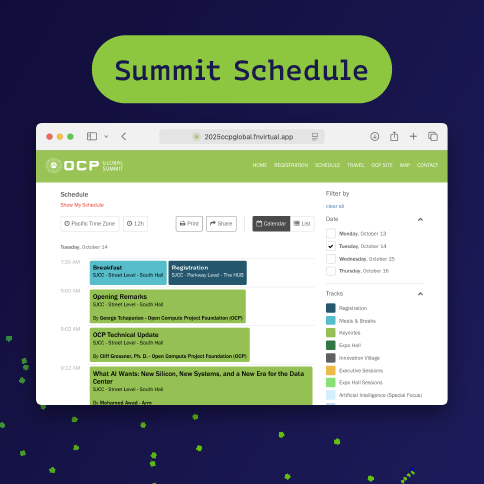 Summit Schedule
2025ocpglobal.fnvirtual.app
OCP GLOBAL SUMMIT
HOME REGISTRATION SCHEDULE TRAVEL OCP SITE MAP CONTACT
Schedule
Show My Schedule
Pacific Time Zone 12h Print Share Calendar List
Tuesday, October 14
7:30 AM
Breakfast
SJCC - Street Level - South Hall
Registration
SJCC - Parkway Level - The HUB
9:00 AM
Opening Remarks
SJCC - Street Level - South Hall
By George Tchaparian - Open Compute Project Foundation (OCP)
9:02 AM
OCP Technical Update
SJCC - Street Level - South Hall
By Cliff Grossner, Ph. D. - Open Compute Project Foundation (OCP)
9:12 AM
What AI Wants: New Silicon, New Systems, and a New Era for the Data
Center
SJCC - Street Level - South Hall
By Mohamed Awad - Arm
Filter by
clear all
Date
Monday, October 13
Tuesday, October 14
Wednesday, October 15
Thursday, October 16
Tracks
Registration
Meals & Breaks
Keynotes
Expo Hall
Innovation Village
Executive Sessions
Expo Hall Sessions
Artificial Intelligence (Special Focus)